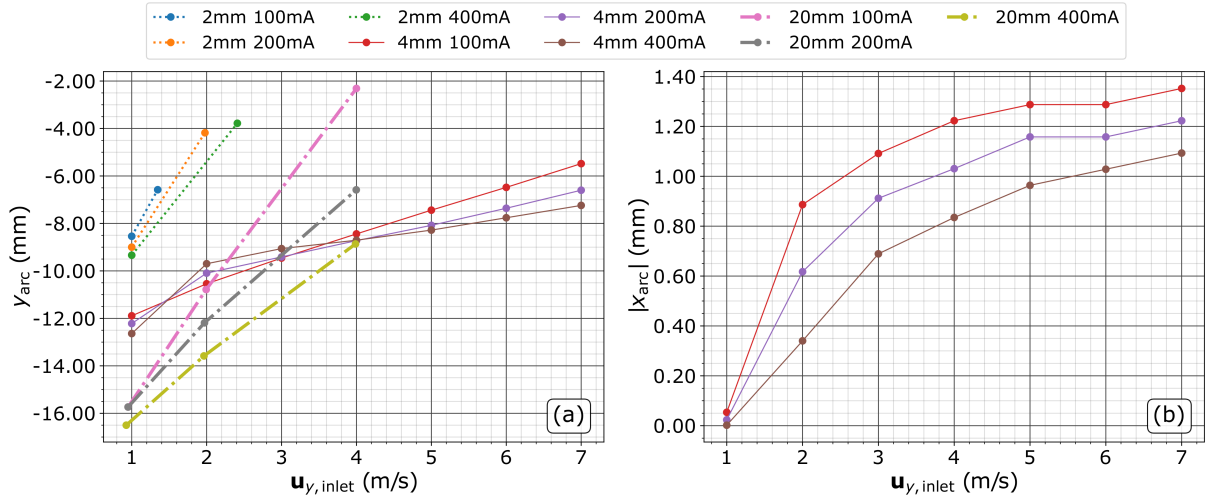 2mm 100mA 2mm 400mA 4mm 200mA 20mm 100mA 20mm 400mA
2mm 200mA 4mm 100mA 4mm 400mA 20mm 200mA
-2.00
-4.00
-6.00
-8.00
-10.00
-12.00
-14.00
-16.00
y_arc (mm)
(a)
1 2 3 4 5 6 7
u_y, inlet (m/s)
1.40
1.20
1.00
0.80
0.60
0.40
0.20
0.00
|x_arc| (mm)
(b)
1 2 3 4 5 6 7
u_y, inlet (m/s)